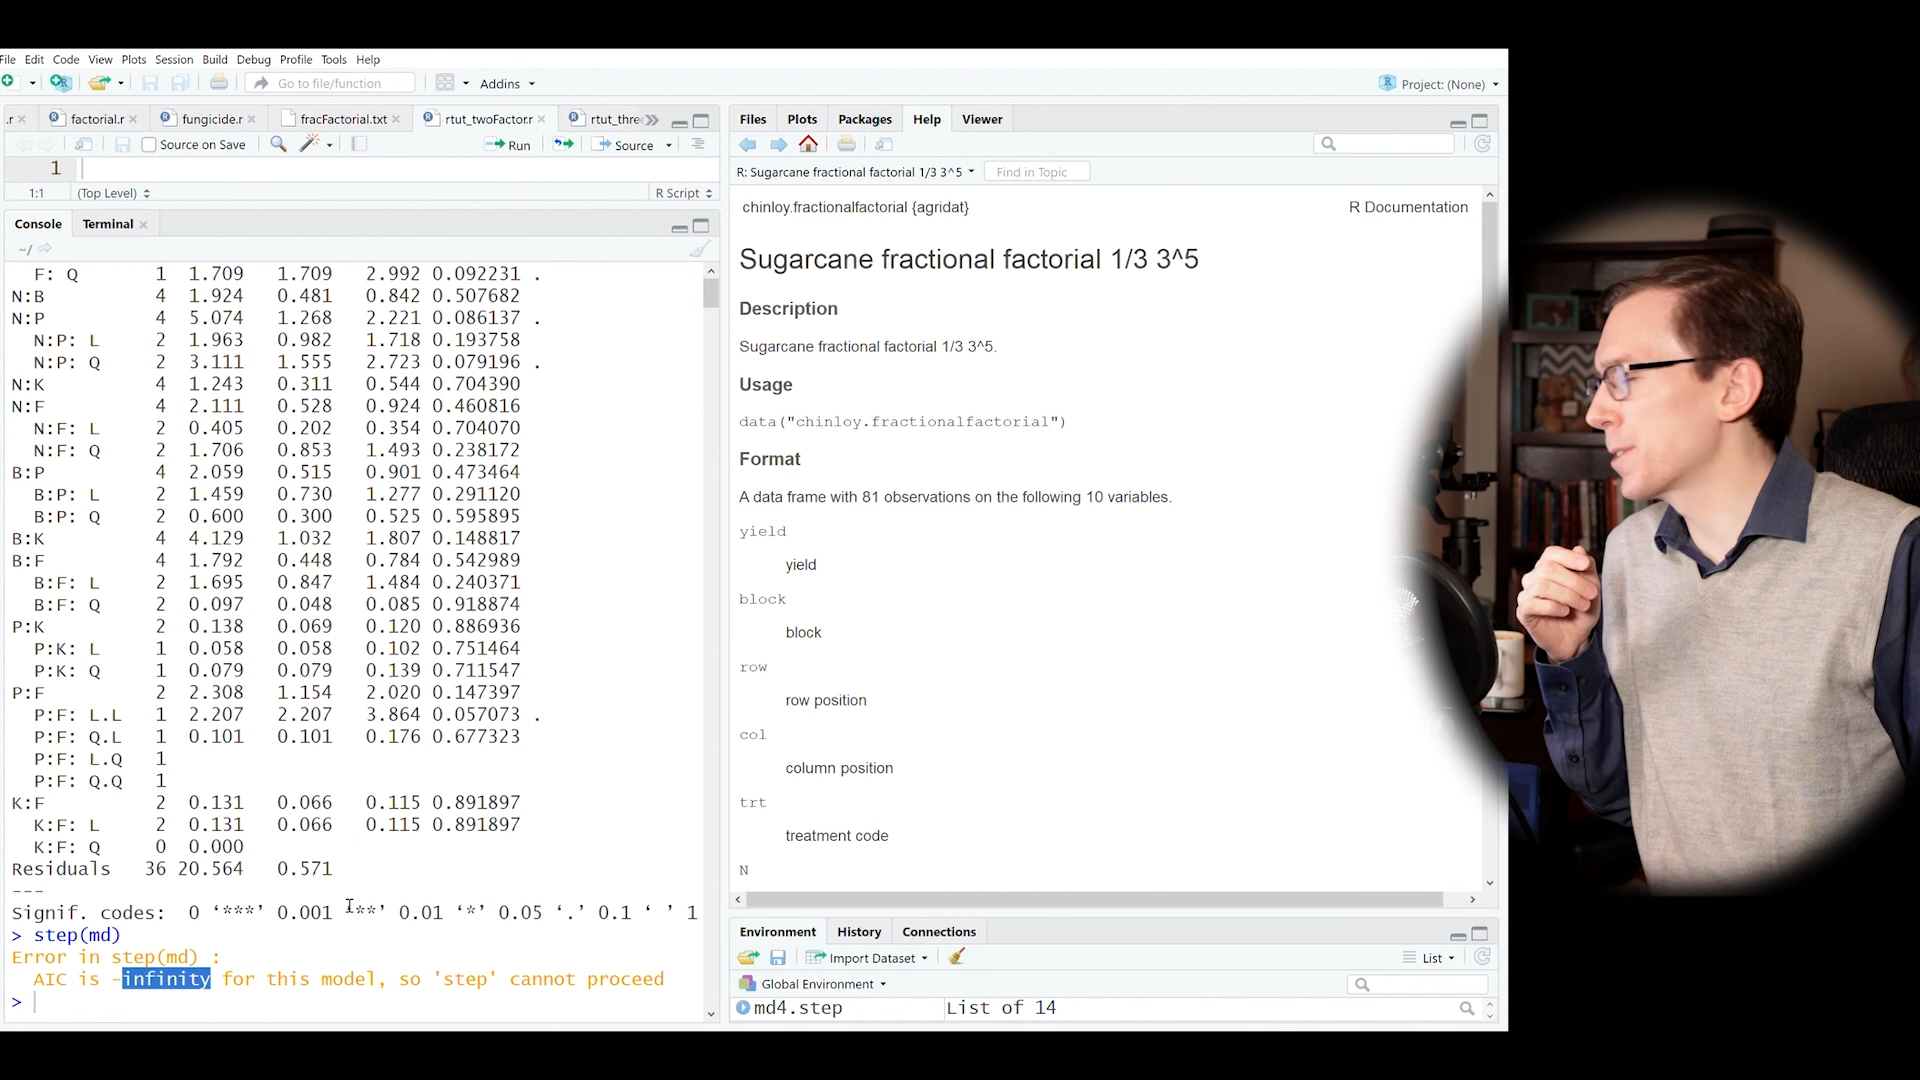 File Edit Code View Plots Session Build Debug Profile Tools Help
Go to file/function Addins Project: (None)
.r factorial.r fungicide.r fracFactorial.txt rtut_twoFactor.r rtut_thre
Source on Save Run Source
1
1:1 (Top Level) R Script
Console Terminal
~/
F: Q 1 1.709 1.709 2.992 0.092231 .
N:B 4 1.924 0.481 0.842 0.507682
N:P 4 5.074 1.268 2.221 0.086137 .
N:P: L 2 1.963 0.982 1.718 0.193758
N:P: Q 2 3.111 1.555 2.723 0.079196 .
N:K 4 1.243 0.311 0.544 0.704390
N:F 4 2.111 0.528 0.924 0.460816
N:F: L 2 0.405 0.202 0.354 0.704070
N:F: Q 2 1.706 0.853 1.493 0.238172
B:P 4 2.059 0.515 0.901 0.473464
B:P: L 2 1.459 0.730 1.277 0.291120
B:P: Q 2 0.600 0.300 0.525 0.595895
B:K 4 4.129 1.032 1.807 0.148817
B:F 4 1.792 0.448 0.784 0.542989
B:F: L 2 1.695 0.847 1.484 0.240371
B:F: Q 2 0.097 0.048 0.085 0.918874
P:K 2 0.138 0.069 0.120 0.886936
P:K: L 1 0.058 0.058 0.102 0.751464
P:K: Q 1 0.079 0.079 0.139 0.711547
P:F 2 2.308 1.154 2.020 0.147397
P:F: L.L 1 2.207 2.207 3.864 0.057073 .
P:F: Q.L 1 0.101 0.101 0.176 0.677323
P:F: L.Q 1
P:F: Q.Q 1
K:F 2 0.131 0.066 0.115 0.891897
K:F: L 2 0.131 0.066 0.115 0.891897
K:F: Q 0 0.000
Residuals 36 20.564 0.571
---
Signif. codes: 0 ‘***’ 0.001 ‘**’ 0.01 ‘*’ 0.05 ‘.’ 0.1 ‘ ’ 1
> step(md)
Error in step(md) :
AIC is -infinity for this model, so 'step' cannot proceed
>
Files Plots Packages Help Viewer
R: Sugarcane fractional factorial 1/3 3^5 Find in Topic
chinloy.fractionalfactorial {agridat} R Documentation
Sugarcane fractional factorial 1/3 3^5
Description
Sugarcane fractional factorial 1/3 3^5.
Usage
data("chinloy.fractionalfactorial")
Format
A data frame with 81 observations on the following 10 variables.
yield
yield
block
block
row
row position
col
column position
trt
treatment code
N
Environment History Connections
Import Dataset List
Global Environment
md4.step List of 14